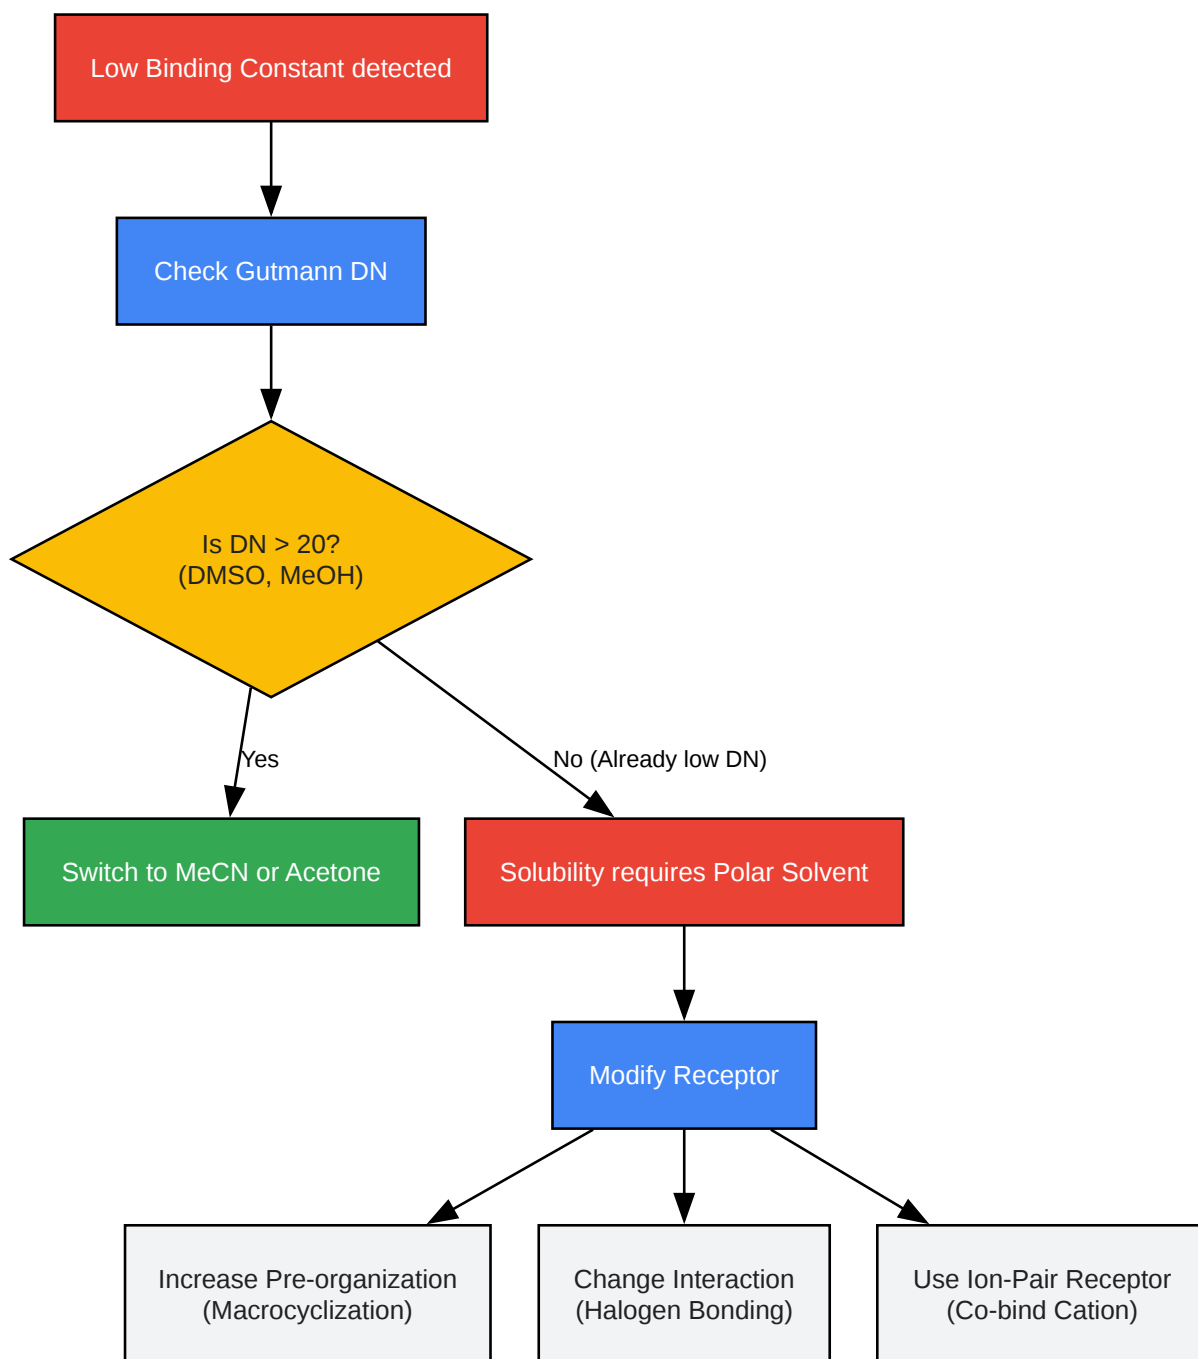 Low Binding Constant detected
Check Gutmann DN
Is DN > 20?
(DMSO, MeOH)
Yes
No (Already low DN)
Switch to MeCN or Acetone
Solubility requires Polar Solvent
Modify Receptor
Increase Pre-organization
(Macrocyclization)
Change Interaction
(Halogen Bonding)
Use Ion-Pair Receptor
(Co-bind Cation)